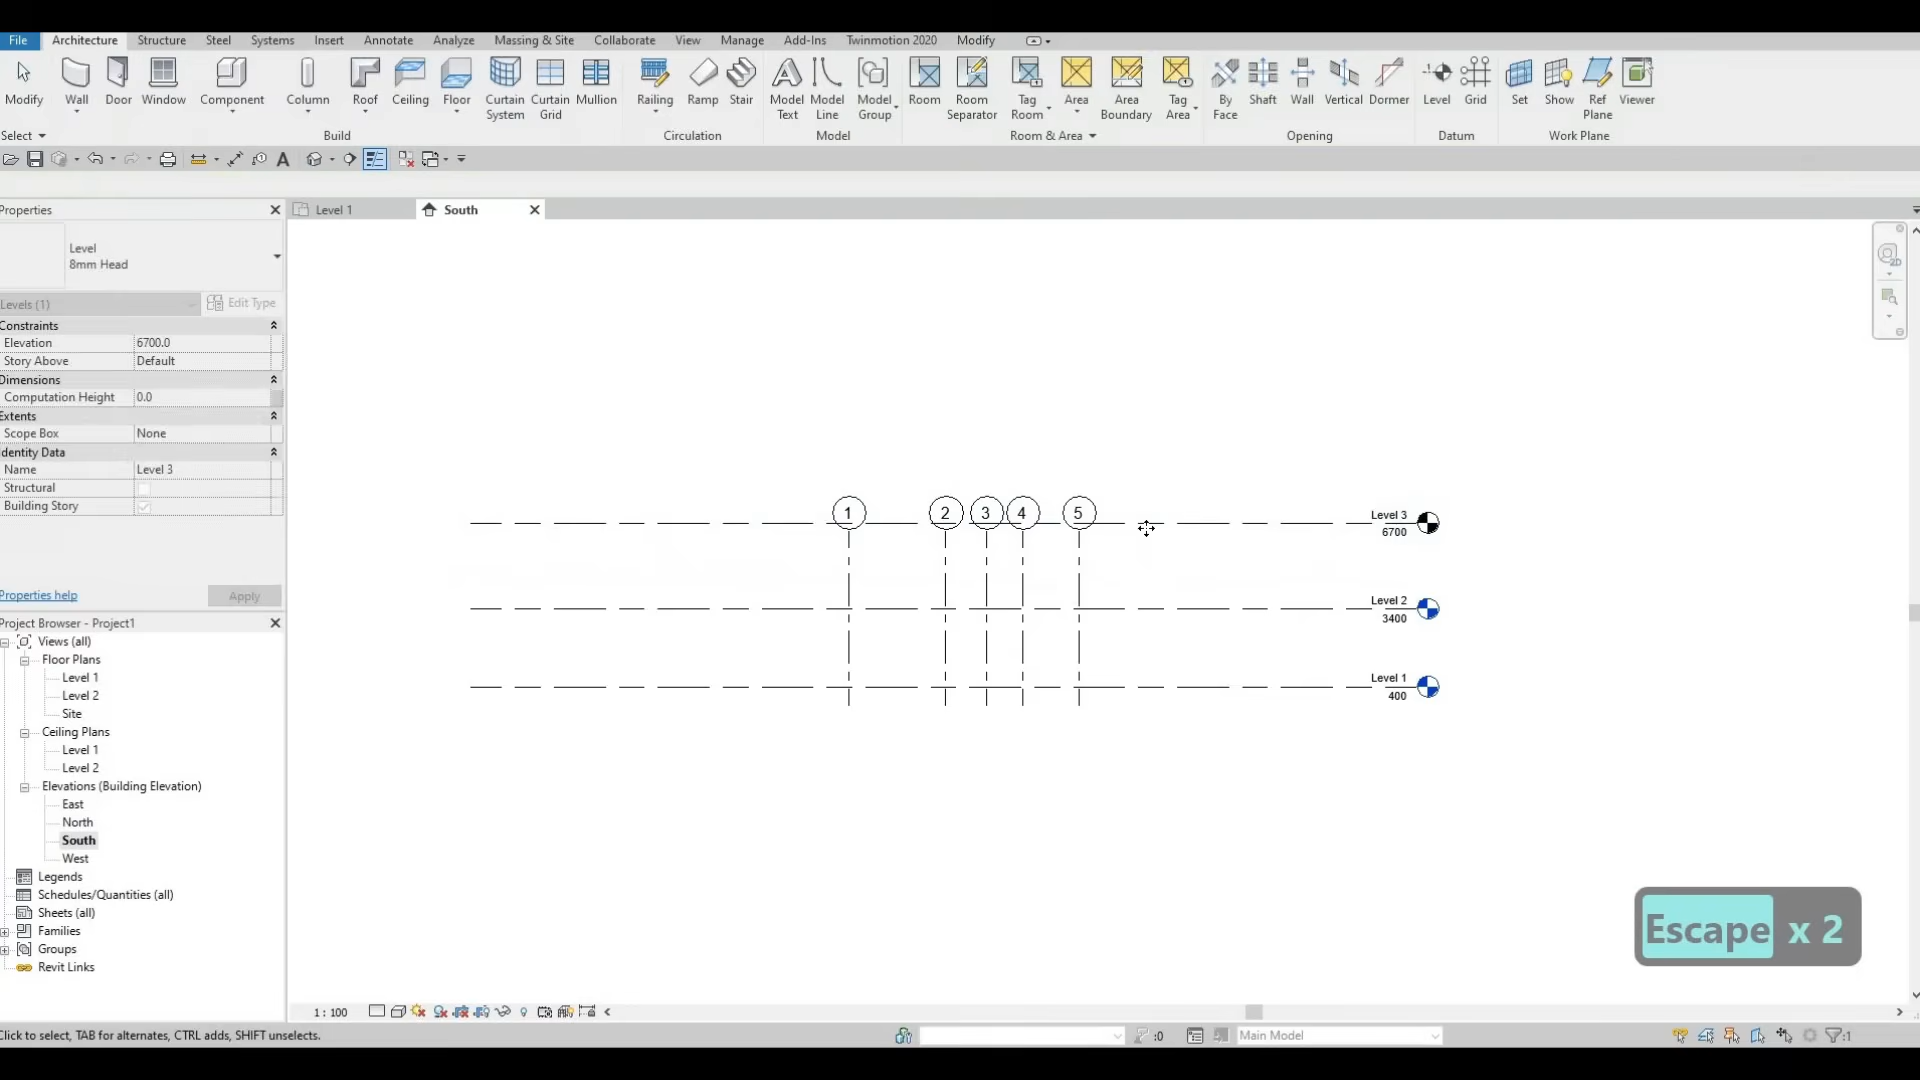 File Architecture Structure Steel Systems Insert Annotate Analyze Massing & Site Collaborate View Manage Add-Ins Twinmotion 2020 Modify
Modify Wall Door Window Component Column Roof Ceiling Floor Curtain System Curtain Grid Mullion Railing Ramp Stair Model Text Model Line Model Group Room Room Separator Tag Room Area Area Boundary Tag Area By Face Shaft Wall Vertical Dormer Level Grid Set Show Ref Plane Viewer
Select Build Circulation Model Room & Area Opening Datum Work Plane
Properties
Level 1
South
Level
8mm Head
Levels (1)
Edit Type
Constraints
Elevation 6700.0
Story Above Default
Dimensions
Computation Height 0.0
Extents
Scope Box None
Identity Data
Name Level 3
Structural
Building Story
Properties help
Apply
Project Browser - Project1
Views (all)
Floor Plans
Level 1
Level 2
Site
Ceiling Plans
Level 1
Level 2
Elevations (Building Elevation)
East
North
South
West
Legends
Schedules/Quantities (all)
Sheets (all)
Families
Groups
Revit Links
1 2 3 4 5
Level 3
6700
Level 2
3400
Level 1
400
Escape x 2
1 : 100
Click to select, TAB for alternates, CTRL adds, SHIFT unselects.
:0
Main Model
:1